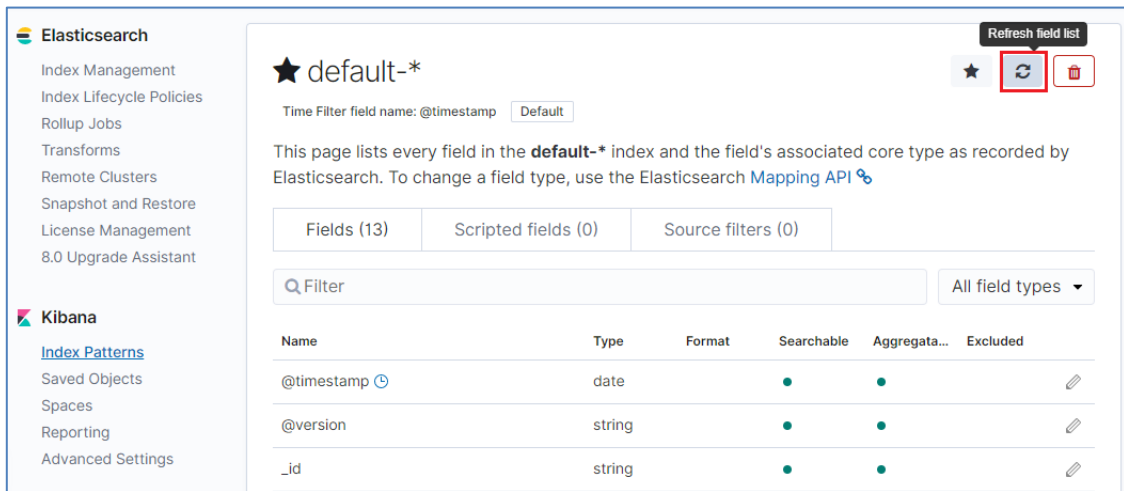 Elasticsearch
Index Management
Index Lifecycle Policies
Rollup Jobs
Transforms
Remote Clusters
Snapshot and Restore
License Management
8.0 Upgrade Assistant
Kibana
Index Patterns
Saved Objects
Spaces
Reporting
Advanced Settings
Refresh field list
default-*
Time Filter field name: @timestamp Default
This page lists every field in the default-* index and the field's associated core type as recorded by
Elasticsearch. To change a field type, use the Elasticsearch Mapping API
Fields (13) Scripted fields (0) Source filters (0)
Filter All field types
Name Type Format Searchable Aggregata... Excluded
@timestamp date
@version string
_id string